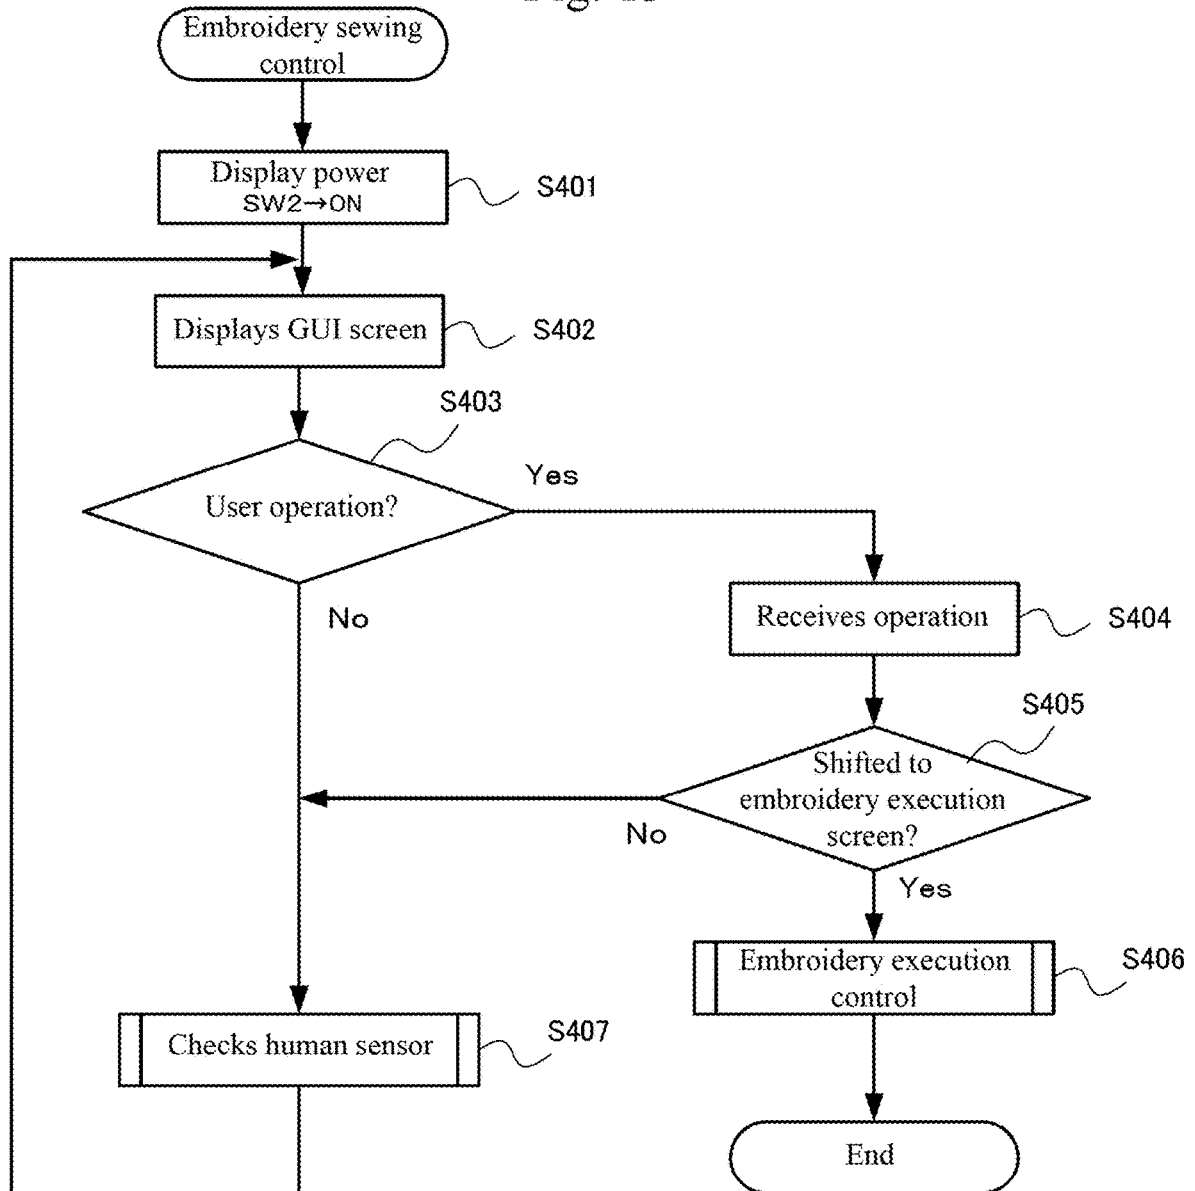 Embroidery sewing
control
Display power
SW2→ON
S401
Displays GUI screen
S402
S403
User operation?
Yes
No
Receives operation
S404
S405
Shifted to
embroidery execution
screen?
No
Yes
Embroidery execution
control
S406
Checks human sensor
S407
End